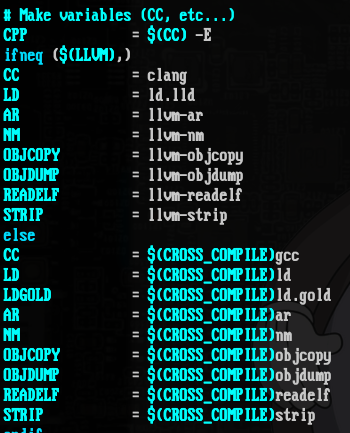 # Make variables (CC, etc...)
CPP = $(CC) -E
ifneq ($(LLVM),)
CC = clang
LD = ld.lld
AR = llvm-ar
NM = llvm-nm
OBJCOPY = llvm-objcopy
OBJDUMP = llvm-objdump
READELF = llvm-readelf
STRIP = llvm-strip
else
CC = $(CROSS_COMPILE)gcc
LD = $(CROSS_COMPILE)ld
LDGOLD = $(CROSS_COMPILE)ld.gold
AR = $(CROSS_COMPILE)ar
NM = $(CROSS_COMPILE)nm
OBJCOPY = $(CROSS_COMPILE)objcopy
OBJDUMP = $(CROSS_COMPILE)objdump
READELF = $(CROSS_COMPILE)readelf
STRIP = $(CROSS_COMPILE)strip
endif